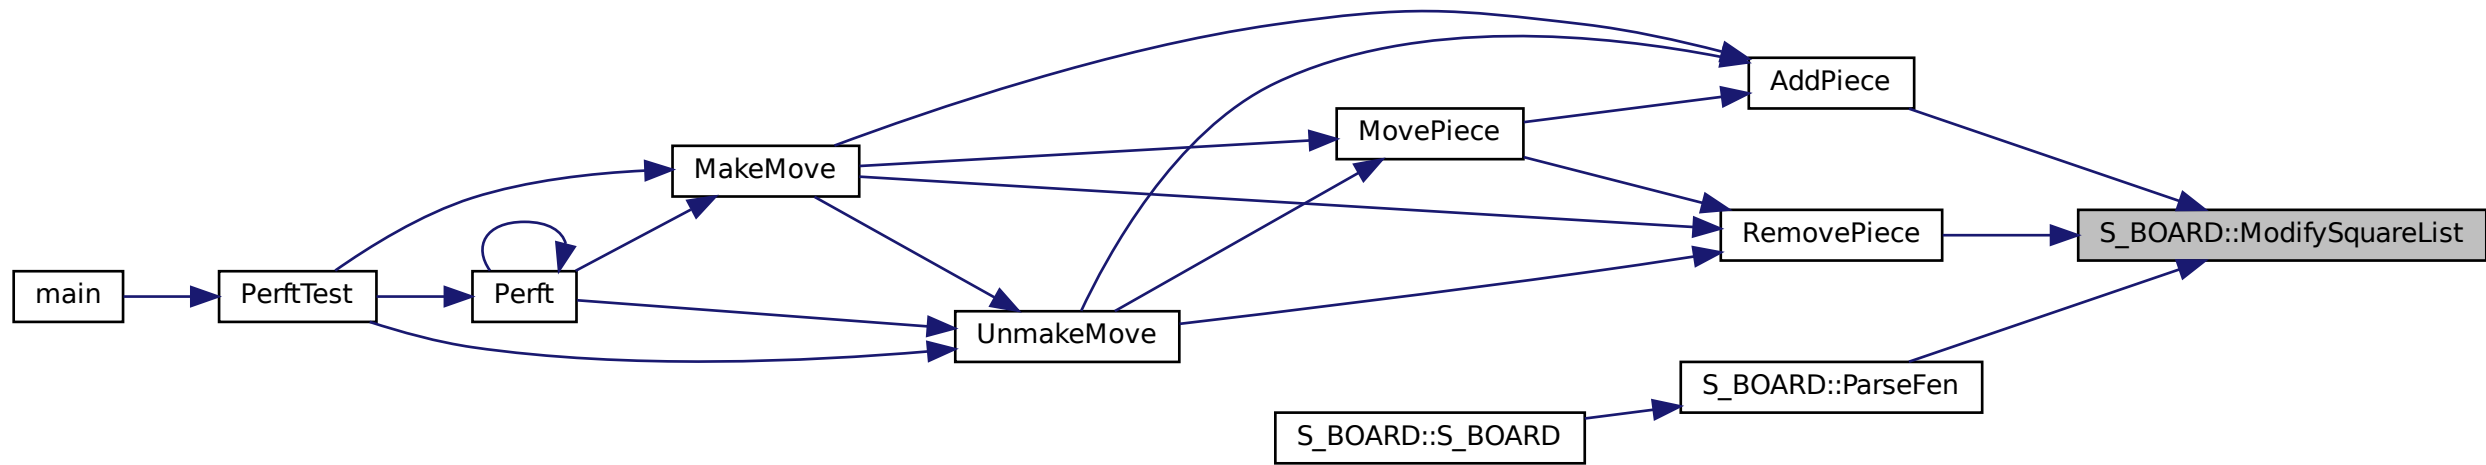 AddPiece
MovePiece
MakeMove
RemovePiece
S_BOARD::ModifySquareList
main
PerftTest
Perft
UnmakeMove
S_BOARD::ParseFen
S_BOARD::S_BOARD